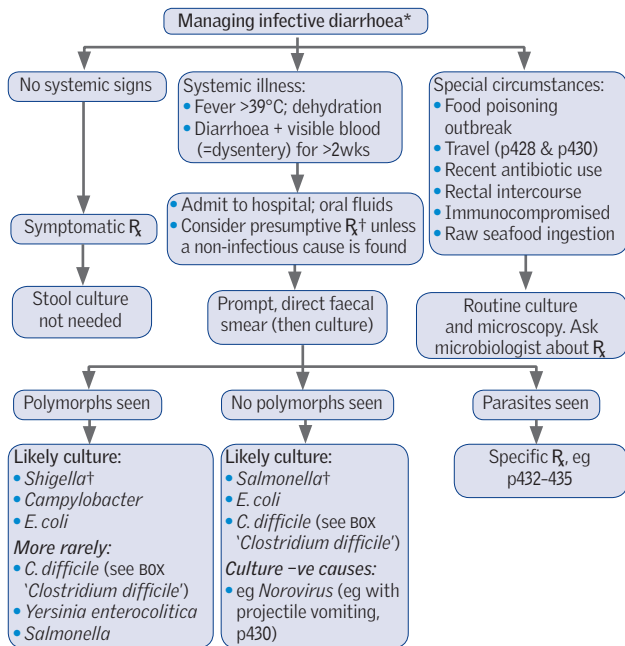 Managing infective diarrhoea*
No systemic signs
Systemic illness:
• Fever >39°C; dehydration
• Diarrhoea + visible blood
(=dysentery) for >2wks
Special circumstances:
• Food poisoning
outbreak
• Travel (p428 & p430)
• Recent antibiotic use
• Rectal intercourse
• Immunocompromised
• Raw seafood ingestion
Symptomatic ℞
• Admit to hospital; oral fluids
• Consider presumptive ℞† unless
a non-infectious cause is found
Stool culture
not needed
Prompt, direct faecal
smear (then culture)
Routine culture
and microscopy. Ask
microbiologist about ℞
Polymorphs seen
No polymorphs seen
Parasites seen
Likely culture:
• Shigella†
• Campylobacter
• E. coli
More rarely:
• C. difficile (see BOX
‘Clostridium difficile’)
• Yersinia enterocolitica
• Salmonella
Likely culture:
• Salmonella†
• E. coli
• C. difficile (see BOX
‘Clostridium difficile’)
Culture –ve causes:
• eg Norovirus (eg with
projectile vomiting,
p430)
Specific ℞, eg
p432–435